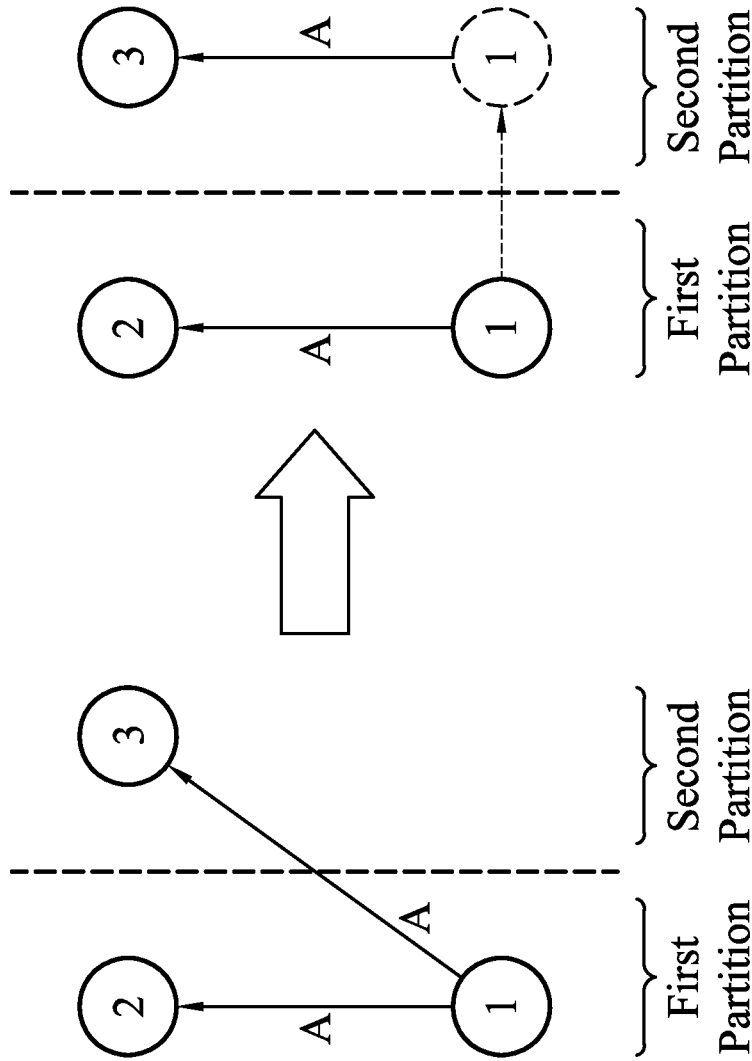 2
3
2
3
A
A
A
A
1
1
1
First
Partition
Second
Partition
First
Partition
Second
Partition